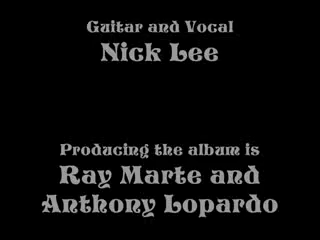 Guitar and Vocal
Nick Lee
Producing the album is
Ray Marte and
Anthony Lopardo